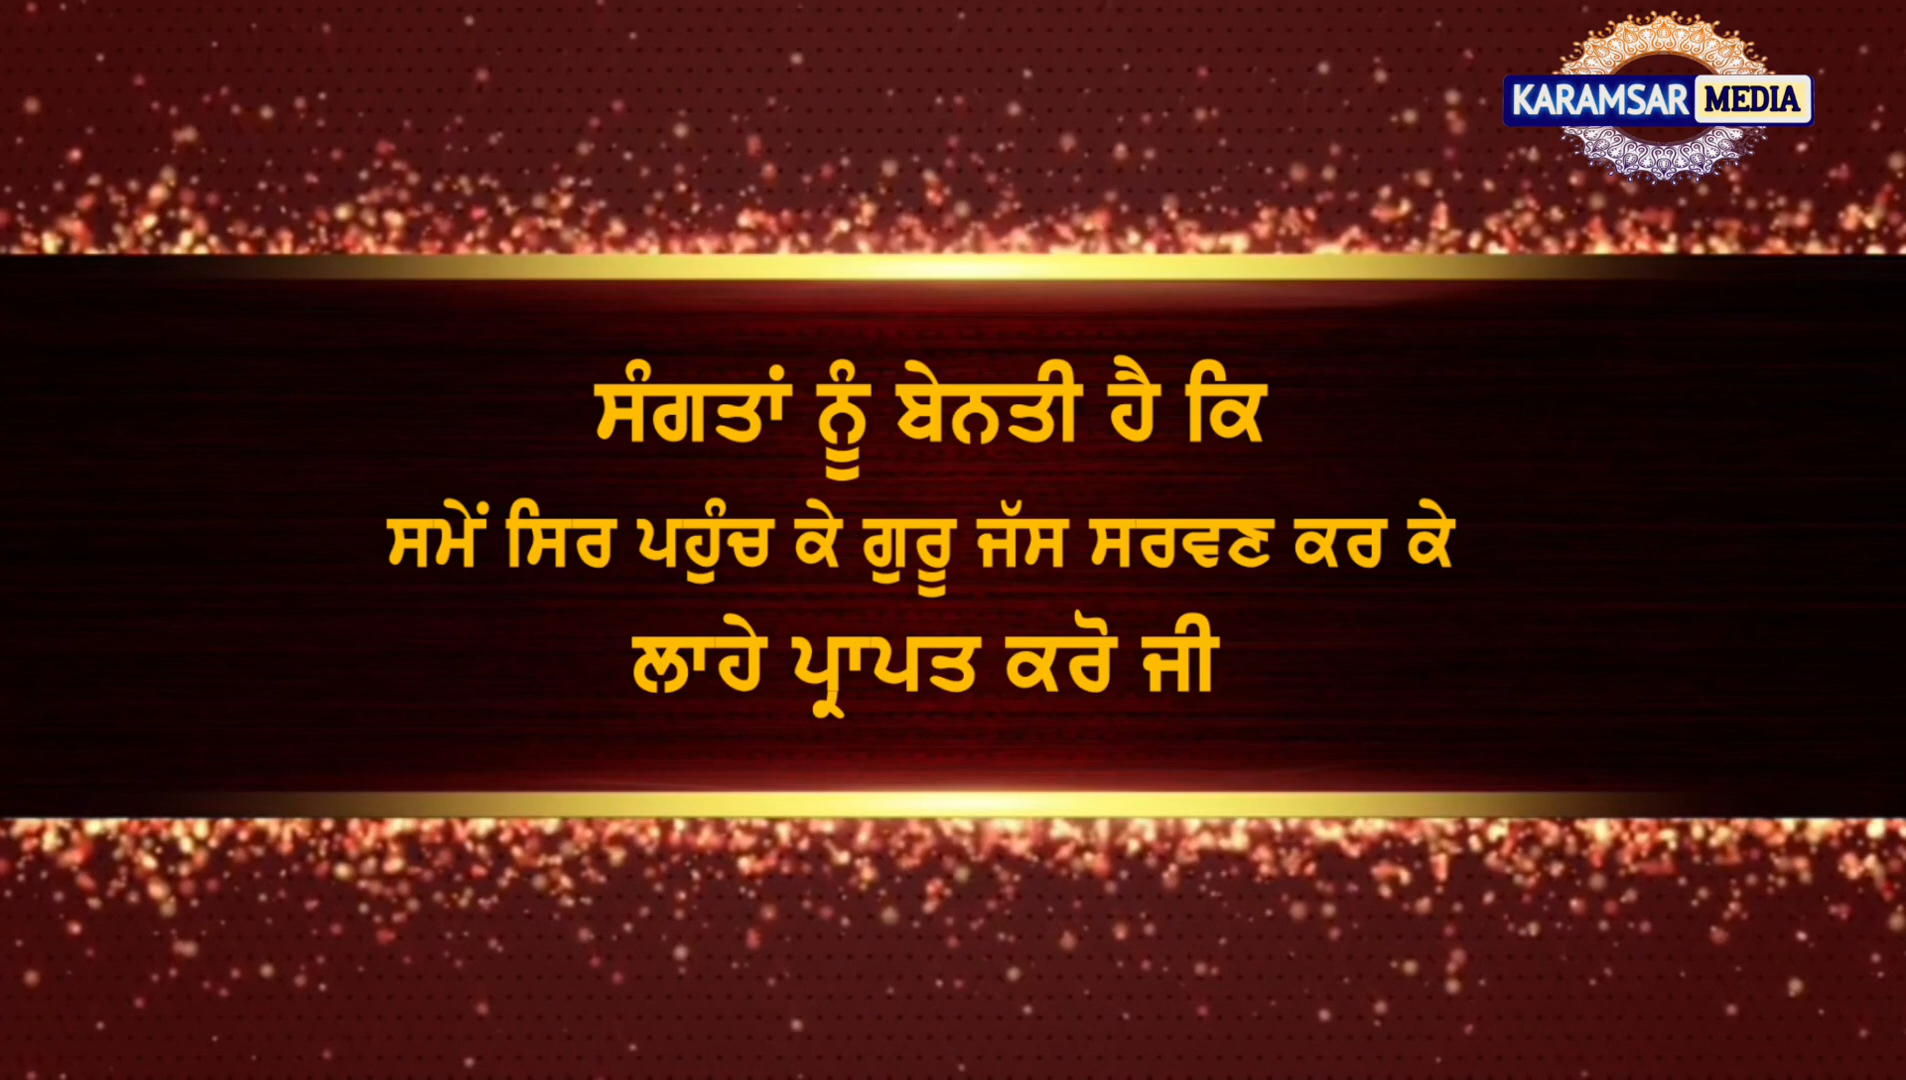 KARAMSAR MEDIA
ਸੰਗਤਾਂ ਨੂੰ ਬੇਨਤੀ ਹੈ ਕਿ
ਸਮੇਂ ਸਿਰ ਪਹੁੰਚ ਕੇ ਗੁਰੂ ਜੱਸ ਸਰਵਣ ਕਰ ਕੇ
ਲਾਹੇ ਪ੍ਰਾਪਤ ਕਰੋ ਜੀ